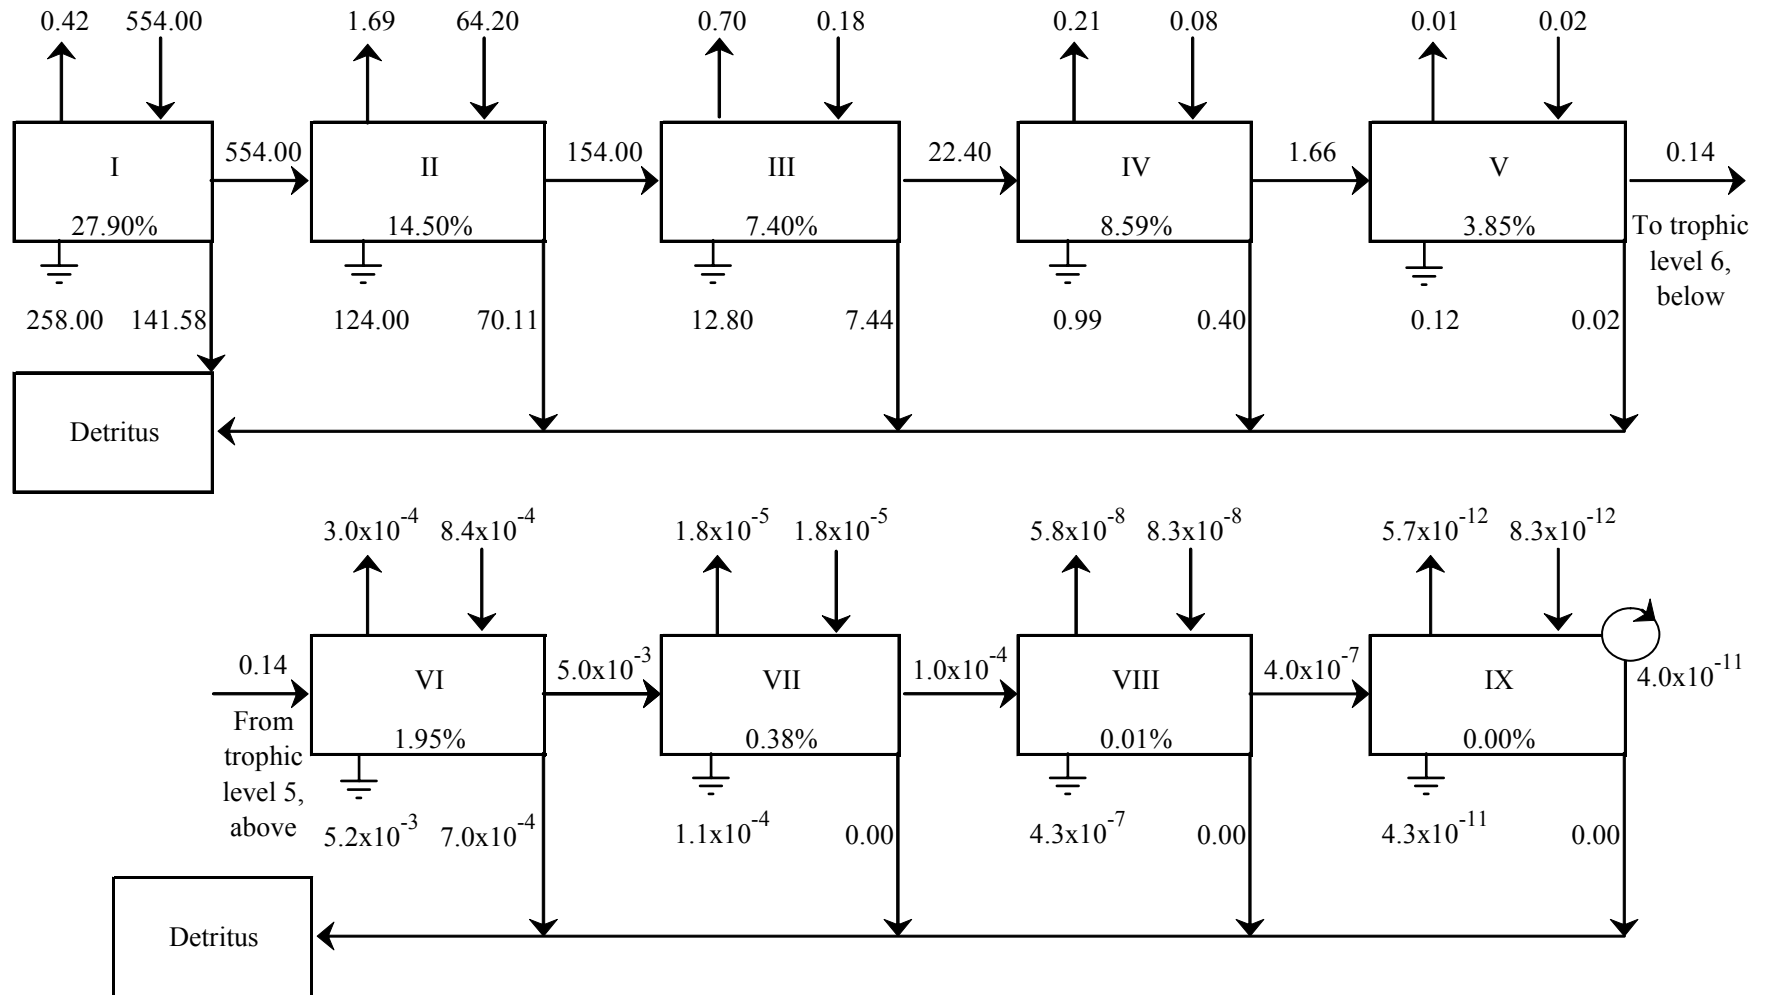 0.42 554.00 1.69 64.20 0.70 0.18 0.21 0.08 0.01 0.02
554.00 154.00 22.40 1.66 0.14
I II III IV V
27.90% 14.50% 7.40% 8.59% 3.85%
To trophic
level 6,
below
258.00 141.58 124.00 70.11 12.80 7.44 0.99 0.40 0.12 0.02
Detritus
3.0x10^-4 8.4x10^-4 1.8x10^-5 1.8x10^-5 5.8x10^-8 8.3x10^-8 5.7x10^-12 8.3x10^-12
0.14 5.0x10^-3 1.0x10^-4 4.0x10^-7 4.0x10^-11
VI VII VIII IX
From
trophic
level 5,
above
1.95% 0.38% 0.01% 0.00%
5.2x10^-3 7.0x10^-4 1.1x10^-4 0.00 4.3x10^-7 0.00 4.3x10^-11 0.00
Detritus